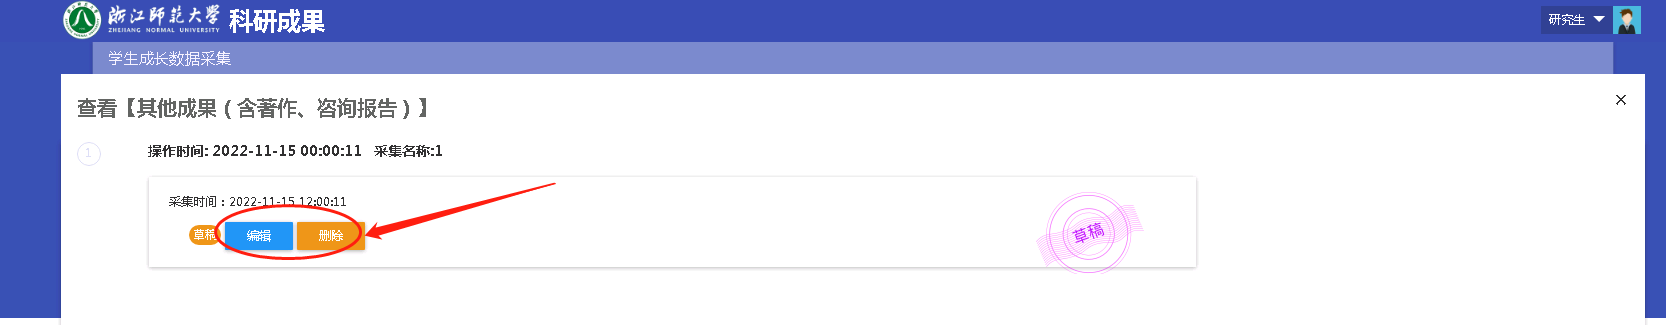 浙江师范大学 科研成果
ZHEJIANG NORMAL UNIVERSITY
研究生
学生成长数据采集
查看【其他成果（含著作、咨询报告）】
1
操作时间: 2022-11-15 00:00:11 采集名称:1
采集时间：2022-11-15 12:00:11
草稿 编辑 删除
草稿